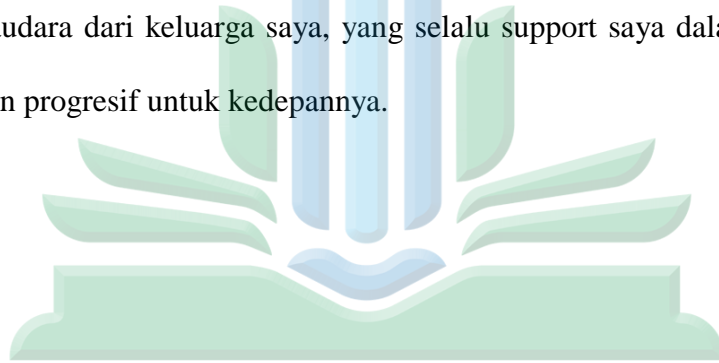 udara dari keluarga saya, yang selalu support saya dala
n progresif untuk kedepannya.